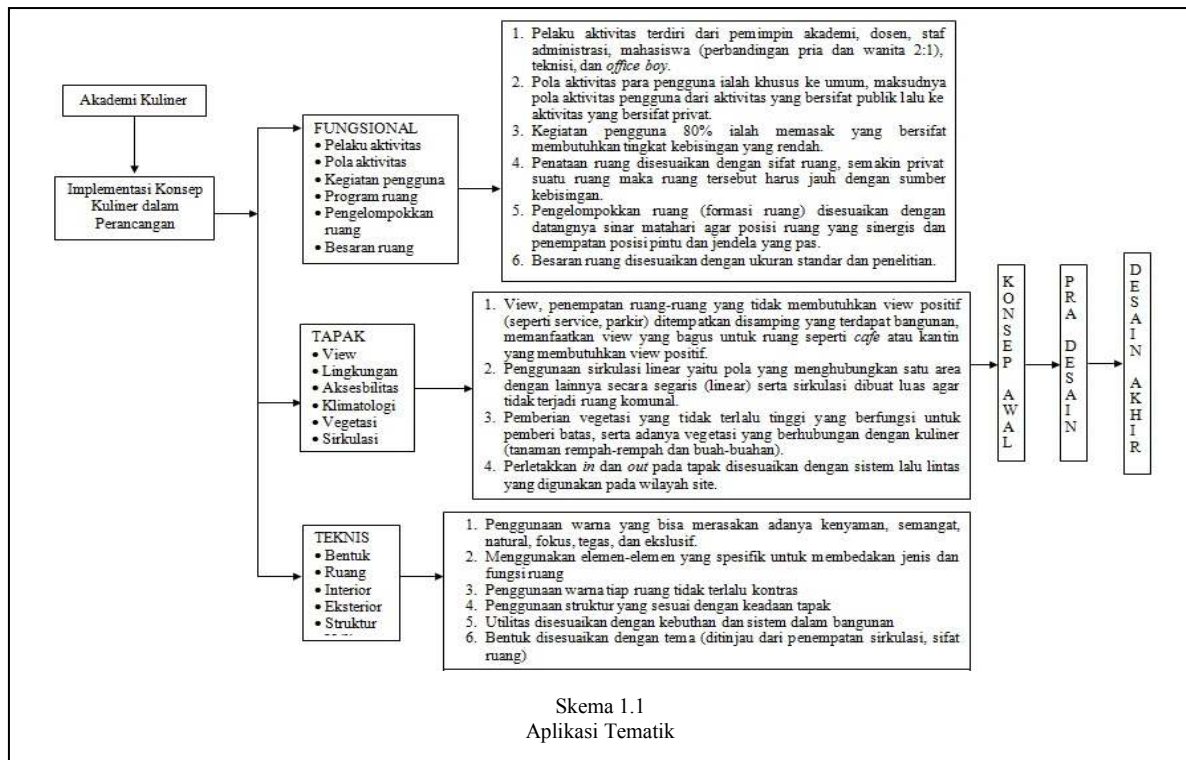 Akademi Kuliner
Implementasi Konsep
Kuliner dalam
Perancangan
FUNGSIONAL
• Pelaku aktivitas
• Pola aktivitas
• Kegiatan pengguna
• Program ruang
• Pengelompokkan
ruang
• Besaran ruang
1. Pelaku aktivitas terdiri dari pemimpin akademi, dosen, staf
administrasi, mahasiswa (perbandingan pria dan wanita 2:1),
teknisi, dan office boy.
2. Pola aktivitas para pengguna ialah khusus ke umum, maksudnya
pola aktivitas pengguna dari aktivitas yang bersifat publik lalu ke
aktivitas yang bersifat privat.
3. Kegiatan pengguna 80% ialah memasak yang bersifat
membutuhkan tingkat kebisingan yang rendah.
4. Penataan ruang disesuaikan dengan sifat ruang, semakin privat
suatu ruang maka ruang tersebut harus jauh dengan sumber
kebisingan.
5. Pengelompokkan ruang (formasi ruang) disesuaikan dengan
datangnya sinar matahari agar posisi ruang yang sinergis dan
penempatan posisi pintu dan jendela yang pas.
6. Besaran ruang disesuaikan dengan ukuran standar dan penelitian.
TAPAK
• View
• Lingkungan
• Aksesbilitas
• Klimatologi
• Vegetasi
• Sirkulasi
1. View, penempatan ruang-ruang yang tidak membutuhkan view positif
(seperti service, parkir) ditempatkan disamping yang terdapat bangunan,
memanfaatkan view yang bagus untuk ruang seperti cafe atau kantin
yang membutuhkan view positif.
2. Penggunaan sirkulasi linear yaitu pola yang menghubungkan satu area
dengan lainnya secara segaris (linear) serta sirkulasi dibuat luas agar
tidak terjadi ruang komunal.
3. Pemberian vegetasi yang tidak terlalu tinggi yang berfungsi untuk
pemberi batas, serta adanya vegetasi yang berhubungan dengan kuliner
(tanaman rempah-rempah dan buah-buahan).
4. Perletakkan in dan out pada tapak disesuaikan dengan sistem lalu lintas
yang digunakan pada wilayah site.
TEKNIS
• Bentuk
• Ruang
• Interior
• Eksterior
• Struktur
1. Penggunaan warna yang bisa merasakan adanya kenyaman, semangat,
natural, fokus, tegas, dan ekslusif.
2. Menggunakan elemen-elemen yang spesifik untuk membedakan jenis dan
fungsi ruang
3. Penggunaan warna tiap ruang tidak terlalu kontras
4. Penggunaan struktur yang sesuai dengan keadaan tapak
5. Utilitas disesuaikan dengan kebuthan dan sistem dalam bangunan
6. Bentuk disesuaikan dengan tema (ditinjau dari penempatan sirkulasi, sifat
ruang)
KONSEP AWAL
PRA DESAIN
DESAIN AKHIR
Skema 1.1
Aplikasi Tematik